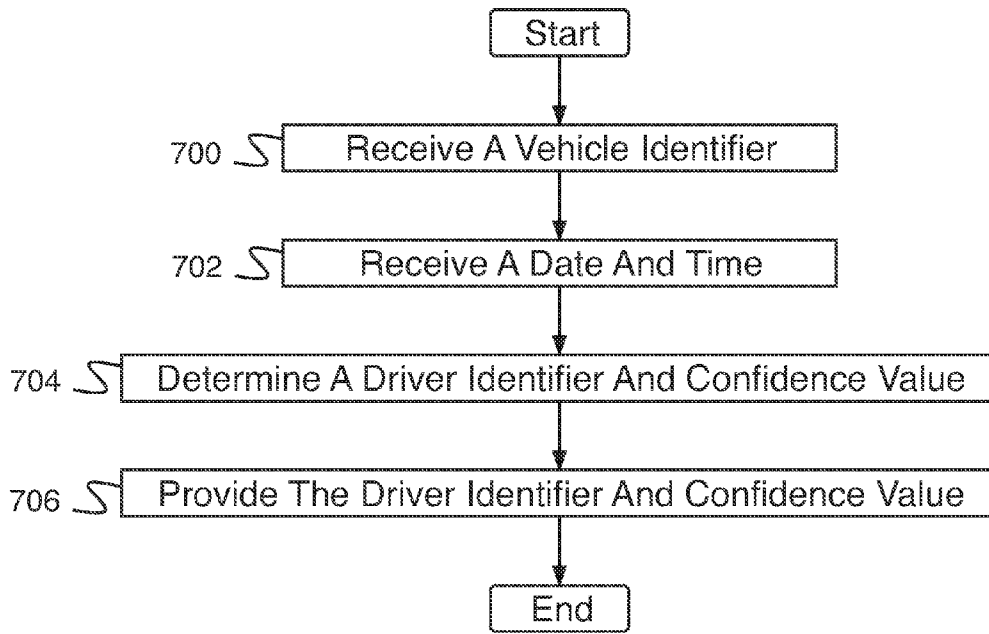 Start
700 Receive A Vehicle Identifier
702 Receive A Date And Time
704 Determine A Driver Identifier And Confidence Value
706 Provide The Driver Identifier And Confidence Value
End